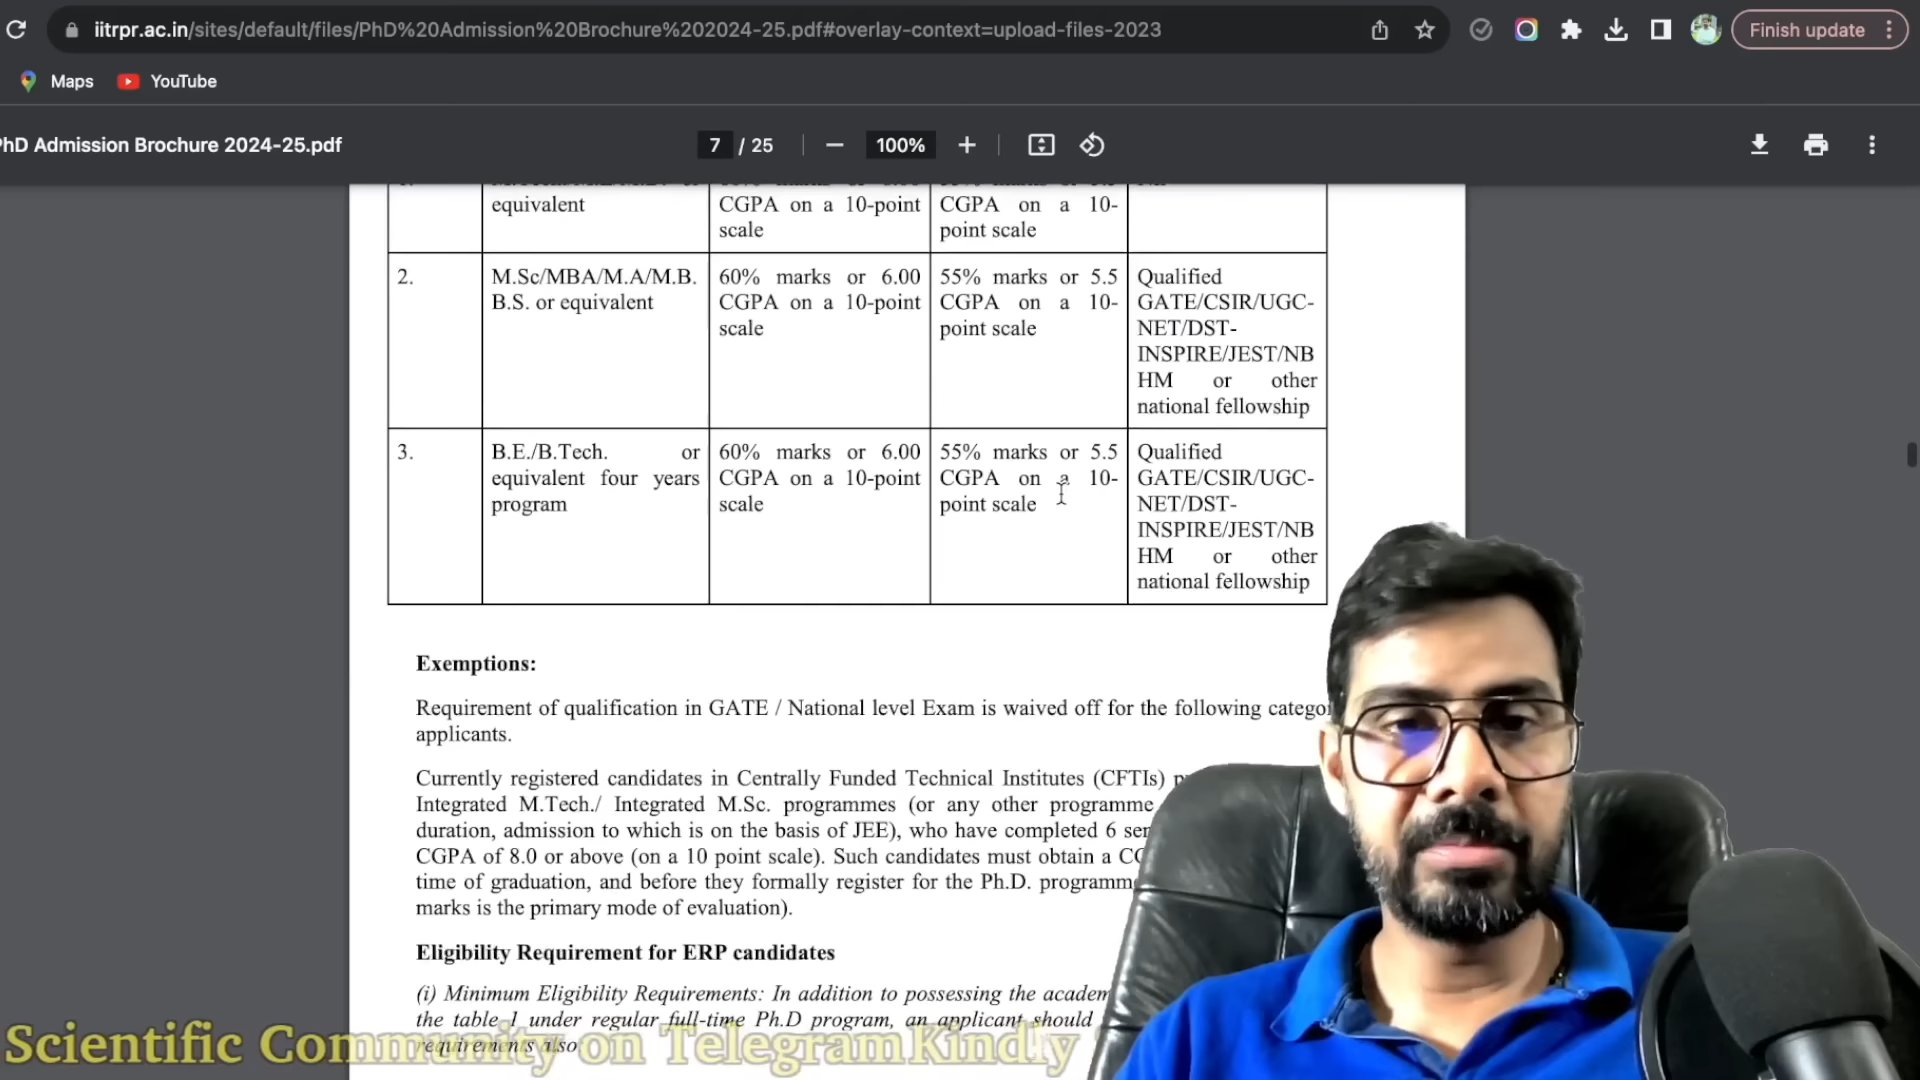 iitrpr.ac.in/sites/default/files/PhD%20Admission%20Brochure%202024-25.pdf#overlay-context=upload-files-2023
Finish update
Maps
YouTube
PhD Admission Brochure 2024-25.pdf
7 / 25
100%
equivalent
CGPA on a 10-point
scale
CGPA on a 10-
point scale
2.
M.Sc/MBA/M.A/M.B.
B.S. or equivalent
60% marks or 6.00
CGPA on a 10-point
scale
55% marks or 5.5
CGPA on a 10-
point scale
Qualified
GATE/CSIR/UGC-
NET/DST-
INSPIRE/JEST/NB
HM or other
national fellowship
3.
B.E./B.Tech. or
equivalent four years
program
60% marks or 6.00
CGPA on a 10-point
scale
55% marks or 5.5
CGPA on a 10-
point scale
Qualified
GATE/CSIR/UGC-
NET/DST-
INSPIRE/JEST/NB
HM or other
national fellowship
Exemptions:
Requirement of qualification in GATE / National level Exam is waived off for the following
applicants.
Currently registered candidates in Centrally Funded Technical Institutes (CFTIs)
Integrated M.Tech./ Integrated M.Sc. programmes (or any other programme
duration, admission to which is on the basis of JEE), who have completed 6
CGPA of 8.0 or above (on a 10 point scale). Such candidates must obtain a
time of graduation, and before they formally register for the Ph.D.
marks is the primary mode of evaluation).
Eligibility Requirement for ERP candidates
(i) Minimum Eligibility Requirements: In addition to possessing the
the table 1 under regular full-time Ph.D program, an applicant should
requirements also
Scientific Community on Telegram Kindly